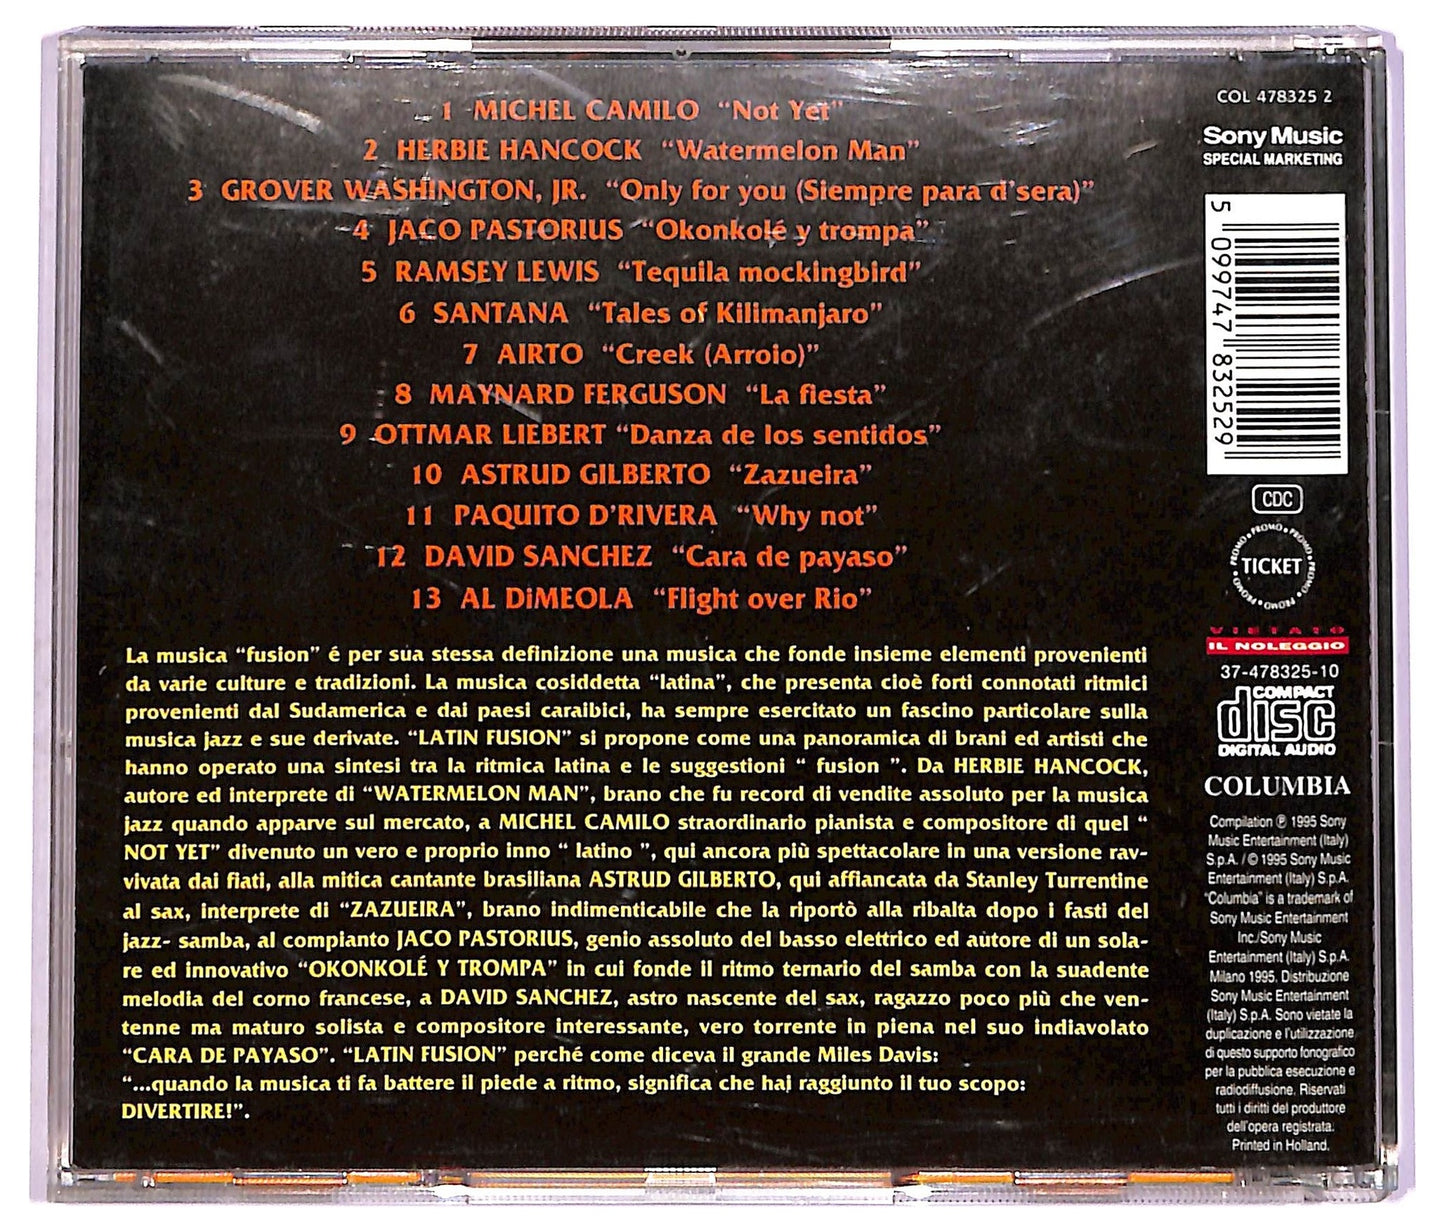 1 MICHEL CAMILO “Not Yet”
2 HERBIE HANCOCK “Watermelon Man”
3 GROVER WASHINGTON, JR. “Only for you (Siempre para d'sera)”
4 JACO PASTORIUS “Okonkolé y trompa”
5 RAMSEY LEWIS “Tequila mockingbird”
6 SANTANA “Tales of Kilimanjaro”
7 AIRTO “Creek (Arroio)”
8 MAYNARD FERGUSON “La fiesta”
9 OTTMAR LIEBERT “Danza de los sentidos”
10 ASTRUD GILBERTO “Zazueira”
11 PAQUITO D'RIVERA “Why not”
12 DAVID SANCHEZ “Cara de payaso”
13 AL DiMEOLA “Flight over Rio”
La musica “fusion” é per sua stessa definizione una musica che fonde insieme elementi provenienti
da varie culture e tradizioni. La musica cosiddetta “latina”, che presenta cioè forti connotati ritmici
provenienti dal Sudamerica e dai paesi caraibici, ha sempre esercitato un fascino particolare sulla
musica jazz e sue derivate. “LATIN FUSION” si propone come una panoramica di brani ed artisti che
hanno operato una sintesi tra la ritmica latina e le suggestioni “ fusion ”. Da HERBIE HANCOCK,
autore ed interprete di “WATERMELON MAN”, brano che fu record di vendite assoluto per la musica
jazz quando apparve sul mercato, a MICHEL CAMILO straordinario pianista e compositore di quel “
NOT YET” divenuto un vero e proprio inno “ latino ”, qui ancora più spettacolare in una versione rav-
vivata dai fiati, alla mitica cantante brasiliana ASTRUD GILBERTO, qui affiancata da Stanley Turrentine
al sax, interprete di “ZAZUEIRA”, brano indimenticabile che la riportò alla ribalta dopo i fasti del
jazz- samba, al compianto JACO PASTORIUS, genio assoluto del basso elettrico ed autore di un sola-
re ed innovativo “OKONKOLÉ Y TROMPA” in cui fonde il ritmo ternario del samba con la suadente
melodia del corno francese, a DAVID SANCHEZ, astro nascente del sax, ragazzo poco più che ven-
tenne ma maturo solista e compositore interessante, vero torrente in piena nel suo indiavolato
“CARA DE PAYASO”. “LATIN FUSION” perché come diceva il grande Miles Davis:
“...quando la musica ti fa battere il piede a ritmo, significa che hai raggiunto il tuo scopo:
DIVERTIRE!”.
COL 478325 2
Sony Music
SPECIAL MARKETING
5 099747 832529
CDC
PROMO PROMO PROMO PROMO PROMO PROMO
TICKET
VIETATO
IL NOLEGGIO
37-478325-10
COMPACT
disc
DIGITAL AUDIO
COLUMBIA
Compilation ℗ 1995 Sony
Music Entertainment (Italy)
S.p.A. / © 1995 Sony Music
Entertainment (Italy) S.p.A.
“Columbia” is a trademark of
Sony Music Entertainment
Inc./Sony Music
Entertainment (Italy) S.p.A.
Milano 1995. Distribuzione
Sony Music Entertainment
(Italy) S.p.A. Sono vietate la
duplicazione e l'utilizzazione
di questo supporto fonografico
per la pubblica esecuzione e
radiodiffusione. Riservati
tutti i diritti del produttore
dell'opera registrata.
Printed in Holland.